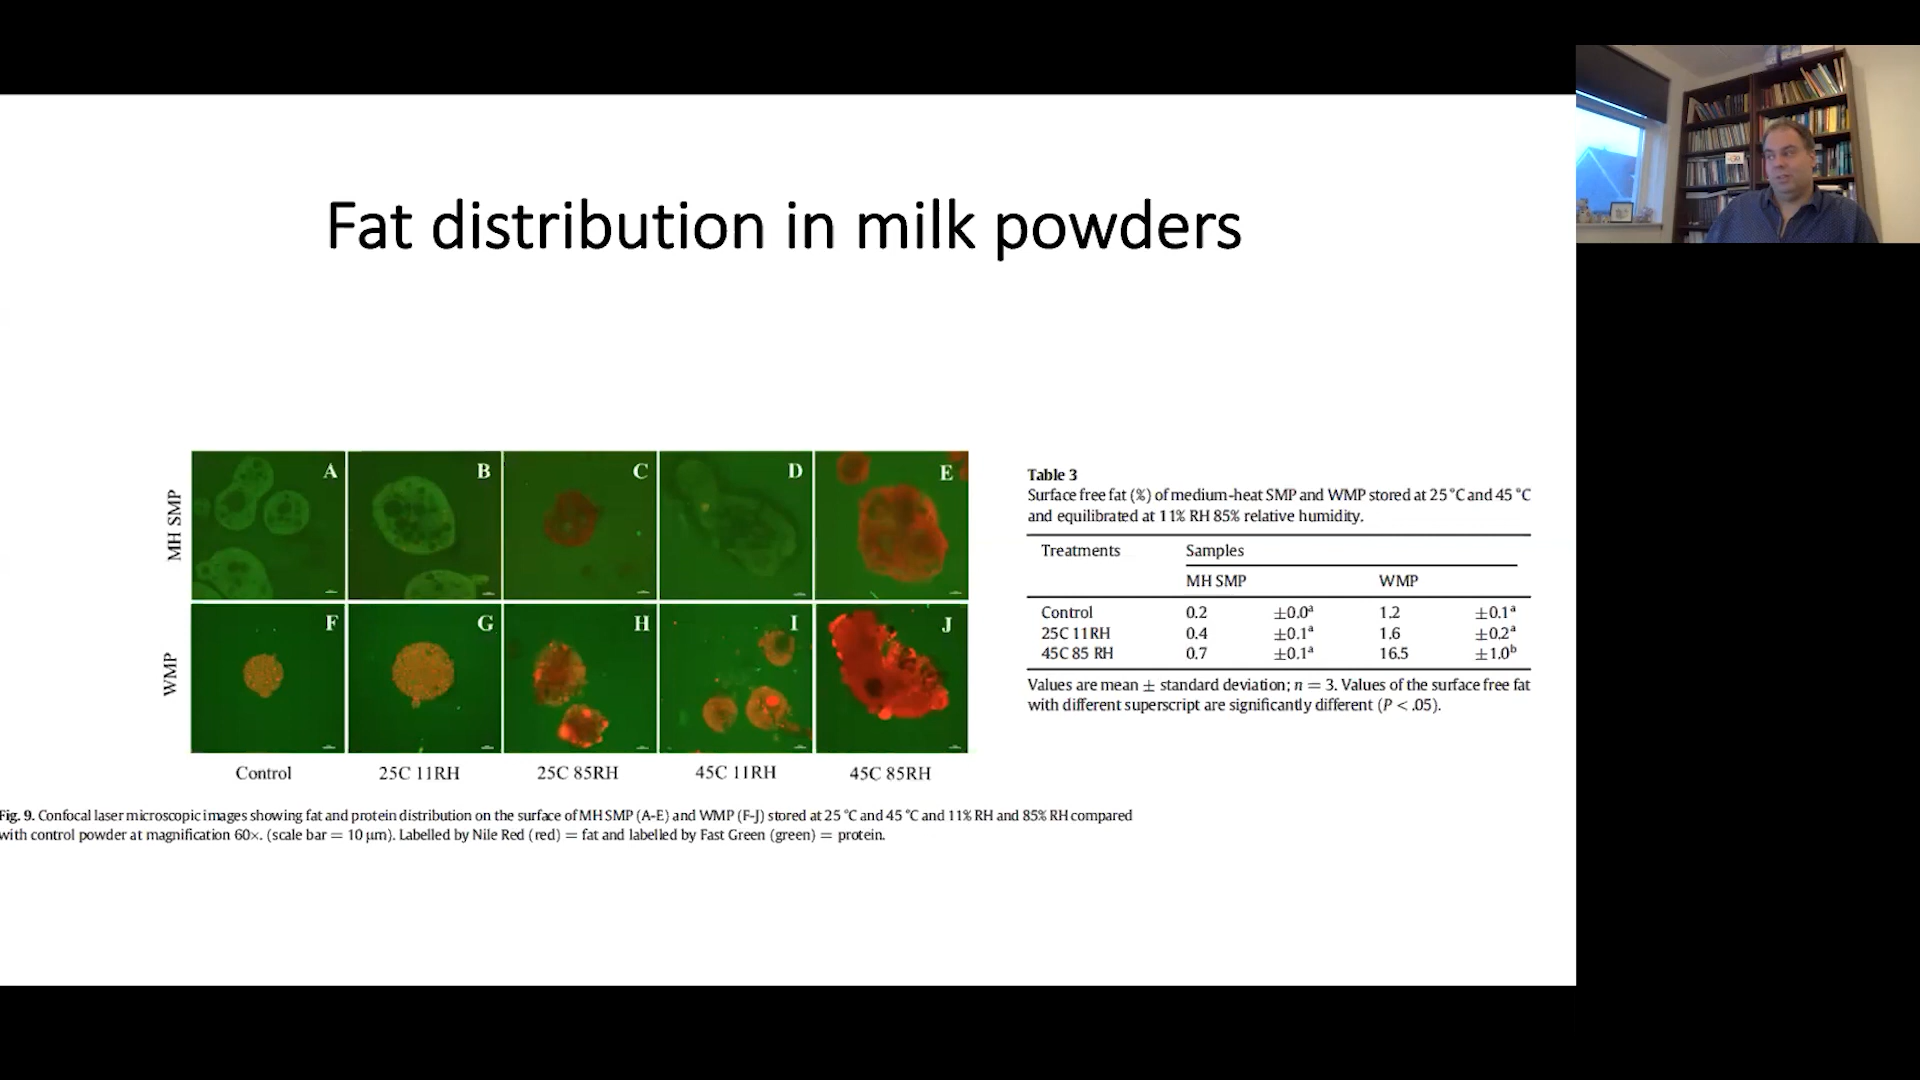 Fat distribution in milk powders
MH SMP
A B C D E
WMP
F G H I J
Control 25C 11RH 25C 85RH 45C 11RH 45C 85RH
Fig. 9. Confocal laser microscopic images showing fat and protein distribution on the surface of MH SMP (A-E) and WMP (F-J) stored at 25 °C and 45 °C and 11% RH and 85% RH compared
with control powder at magnification 60×. (scale bar = 10 μm). Labelled by Nile Red (red) = fat and labelled by Fast Green (green) = protein.
Table 3
Surface free fat (%) of medium-heat SMP and WMP stored at 25 °C and 45 °C
and equilibrated at 11% RH 85% relative humidity.
Treatments Samples
MH SMP WMP
Control 0.2 ±0.0ᵃ 1.2 ±0.1ᵃ
25C 11RH 0.4 ±0.1ᵃ 1.6 ±0.2ᵃ
45C 85 RH 0.7 ±0.1ᵃ 16.5 ±1.0ᵇ
Values are mean ± standard deviation; n = 3. Values of the surface free fat
with different superscript are significantly different (P < .05).